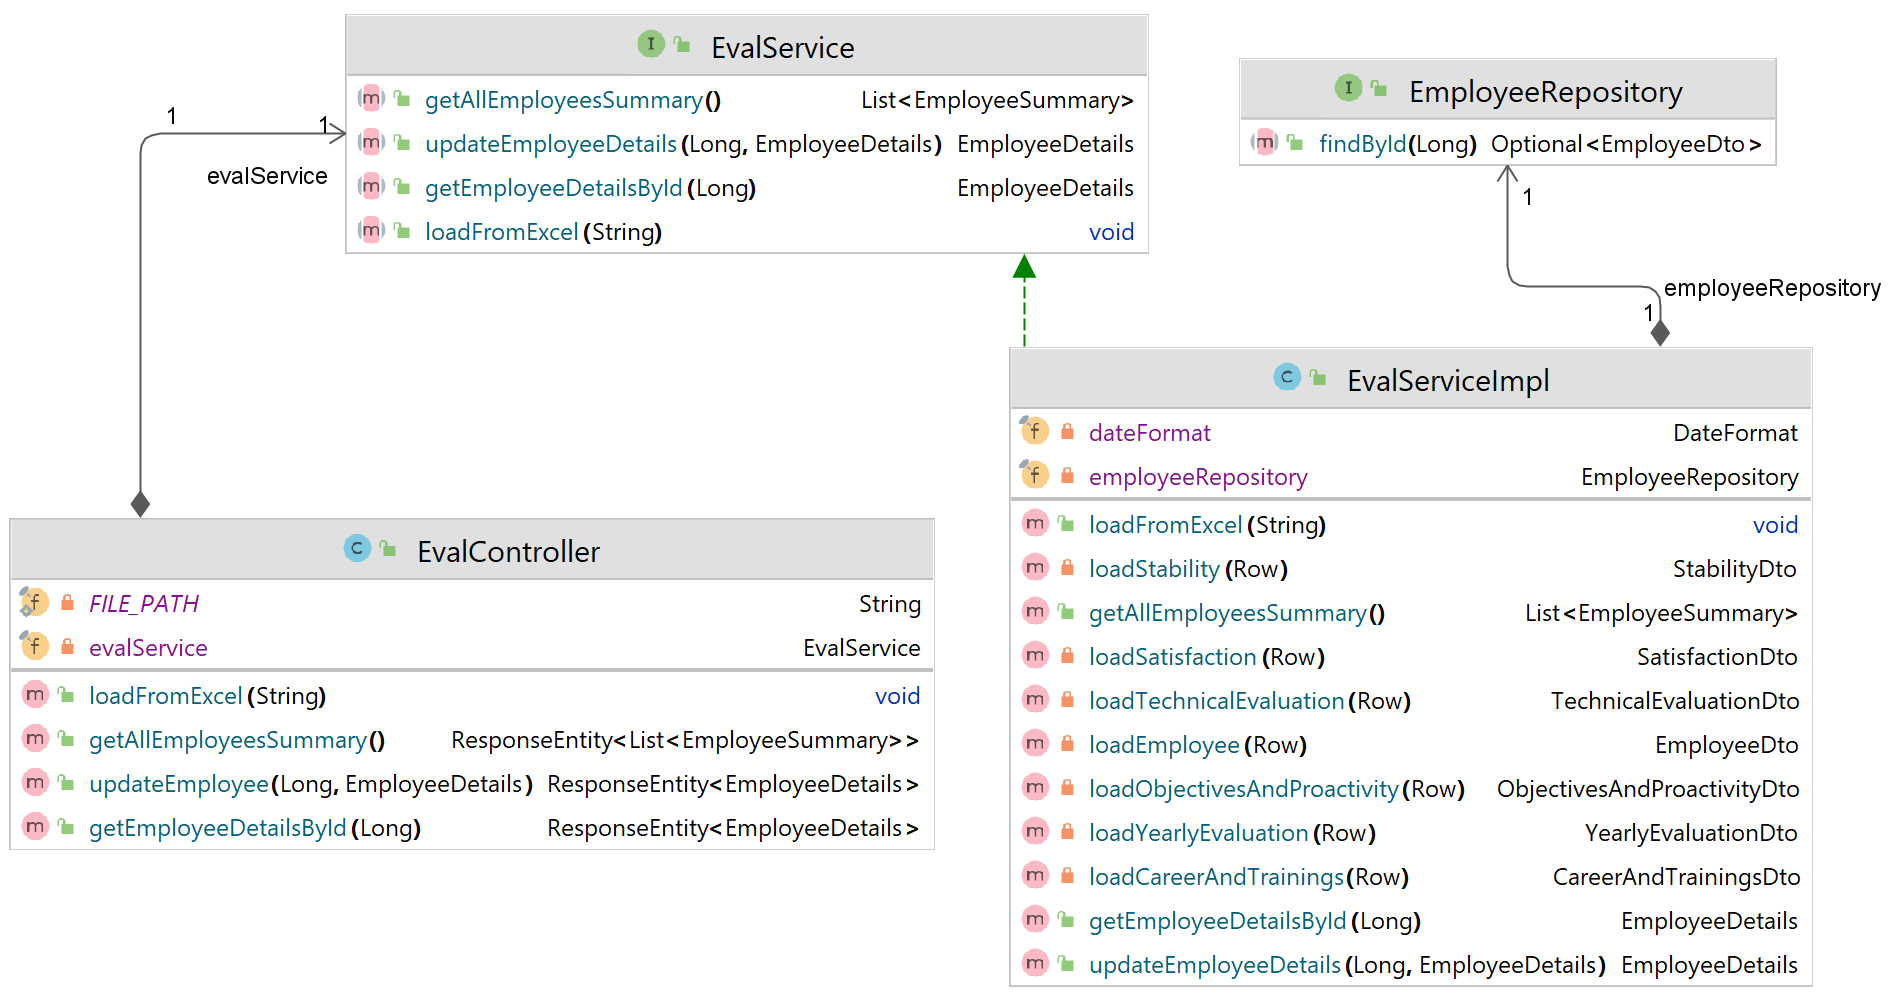 EvalService
getAllEmployeesSummary() List<EmployeeSummary>
updateEmployeeDetails(Long, EmployeeDetails) EmployeeDetails
getEmployeeDetailsById(Long) EmployeeDetails
loadFromExcel(String) void
EmployeeRepository
findById(Long) Optional<EmployeeDto>
1
1
evalService
1
employeeRepository
1
EvalServiceImpl
dateFormat DateFormat
employeeRepository EmployeeRepository
loadFromExcel(String) void
loadStability(Row) StabilityDto
getAllEmployeesSummary() List<EmployeeSummary>
loadSatisfaction(Row) SatisfactionDto
loadTechnicalEvaluation(Row) TechnicalEvaluationDto
loadEmployee(Row) EmployeeDto
loadObjectivesAndProactivity(Row) ObjectivesAndProactivityDto
loadYearlyEvaluation(Row) YearlyEvaluationDto
loadCareerAndTrainings(Row) CareerAndTrainingsDto
getEmployeeDetailsById(Long) EmployeeDetails
updateEmployeeDetails(Long, EmployeeDetails) EmployeeDetails
EvalController
FILE_PATH String
evalService EvalService
loadFromExcel(String) void
getAllEmployeesSummary() ResponseEntity<List<EmployeeSummary>>
updateEmployee(Long, EmployeeDetails) ResponseEntity<EmployeeDetails>
getEmployeeDetailsById(Long) ResponseEntity<EmployeeDetails>